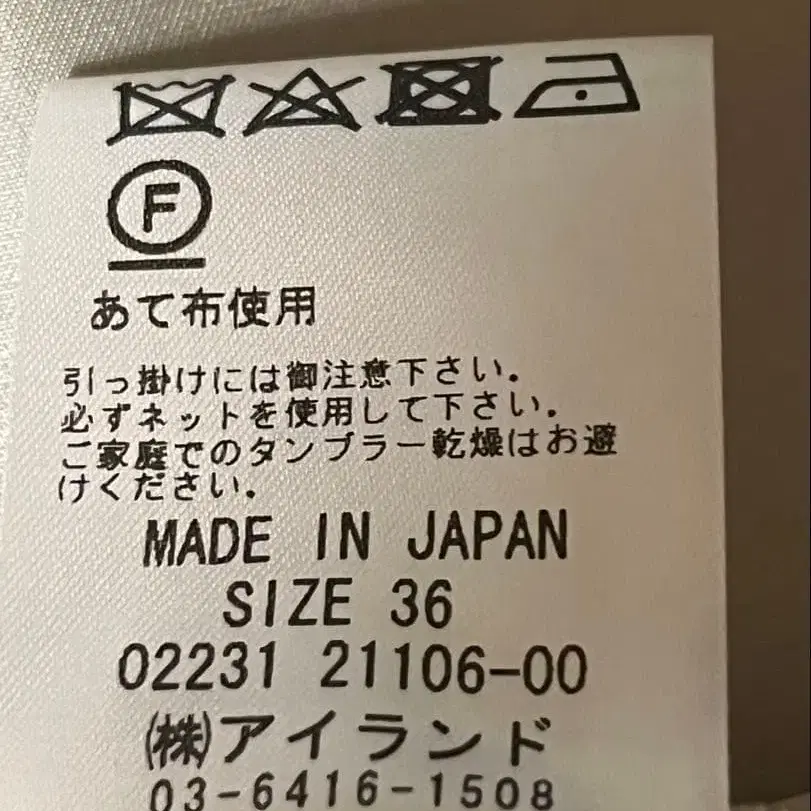 F
あて布使用
引っ掛けには御注意下さい.
必ずネットを使用して下さい.
ご家庭でのタンブラー乾燥はお避
けください.
MADE IN JAPAN
SIZE 36
02231 21106-00
㈱アイランド
03-6416-1508